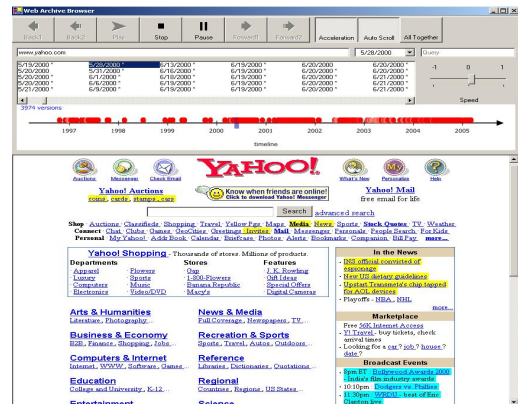 Web Archive Browser
Back1 Back2 Play Stop Pause Forward1 Forward2 Acceleration Auto Scroll All Together
www.yahoo.com 5/28/2000 Query
5/19/2000 * 5/28/2000 * 6/13/2000 * 6/19/2000 * 6/20/2000 * 6/20/2000 *
5/20/2000 * 5/31/2000 * 6/16/2000 * 6/19/2000 * 6/20/2000 * 6/20/2000 *
5/20/2000 * 6/1/2000 * 6/19/2000 * 6/19/2000 * 6/20/2000 * 6/21/2000 *
5/20/2000 * 6/6/2000 * 6/19/2000 * 6/19/2000 * 6/20/2000 * 6/21/2000 *
5/21/2000 * 6/9/2000 * 6/19/2000 * 6/19/2000 * 6/20/2000 * 6/21/2000 *
-1 0 1
Speed
3974 versions
1997 1998 1999 2000 2001 2002 2003 2004 2005
timeline
Auctions Messenger Check Email YAHOO! What's New Personalize Help
Yahoo! Auctions
coins, cards, stamps, cars
Know when friends are online!
Click to download Yahoo! Messenger
Yahoo! Mail
free email for life
Search advanced search
Shop Auctions · Classifieds · Shopping · Travel · Yellow Pgs · Maps Media News · Sports · Stock Quotes · TV · Weather
Connect Chat · Clubs · Games · GeoCities · Greetings · Invites · Mail · Messenger · Personals · People Search · For Kids
Personal My Yahoo! · Addr Book · Calendar · Briefcase · Photos · Alerts · Bookmarks · Companion · Bill Pay more...
Yahoo! Shopping - Thousands of stores. Millions of products.
Departments Stores Features
· Apparel · Flowers · Gap · J. K. Rowling
· Luxury · Sports · 1-800-Flowers · Gift Ideas
· Computers · Music · Banana Republic · Special Offers
· Electronics · Video/DVD · Macy's · Digital Cameras
Arts & Humanities
Literature, Photography...
News & Media
Full Coverage, Newspapers, TV...
Business & Economy
B2B, Finance, Shopping, Jobs...
Recreation & Sports
Sports, Travel, Autos, Outdoors...
Computers & Internet
Internet, WWW, Software, Games...
Reference
Libraries, Dictionaries, Quotations...
Education
College and University, K-12...
Regional
Countries, Regions, US States...
Entertainment
Science
In the News
· INS official convicted of
espionage
· New US dietary guidelines
· Upstart Transmeta's chip tapped
for AOL devices
· Playoffs - NBA, NHL
more...
Marketplace
· Free 56K Internet Access
· Y! Travel - buy tickets, check
arrival times
· Looking for a car? job? house?
date?
Broadcast Events
· 8pm ET : Bollywood Awards 2000
- India's film industry awards
· 10:10pm : Dodgers vs. Phillies
· 11:30pm : WRDU - best of Eric
Clapton live